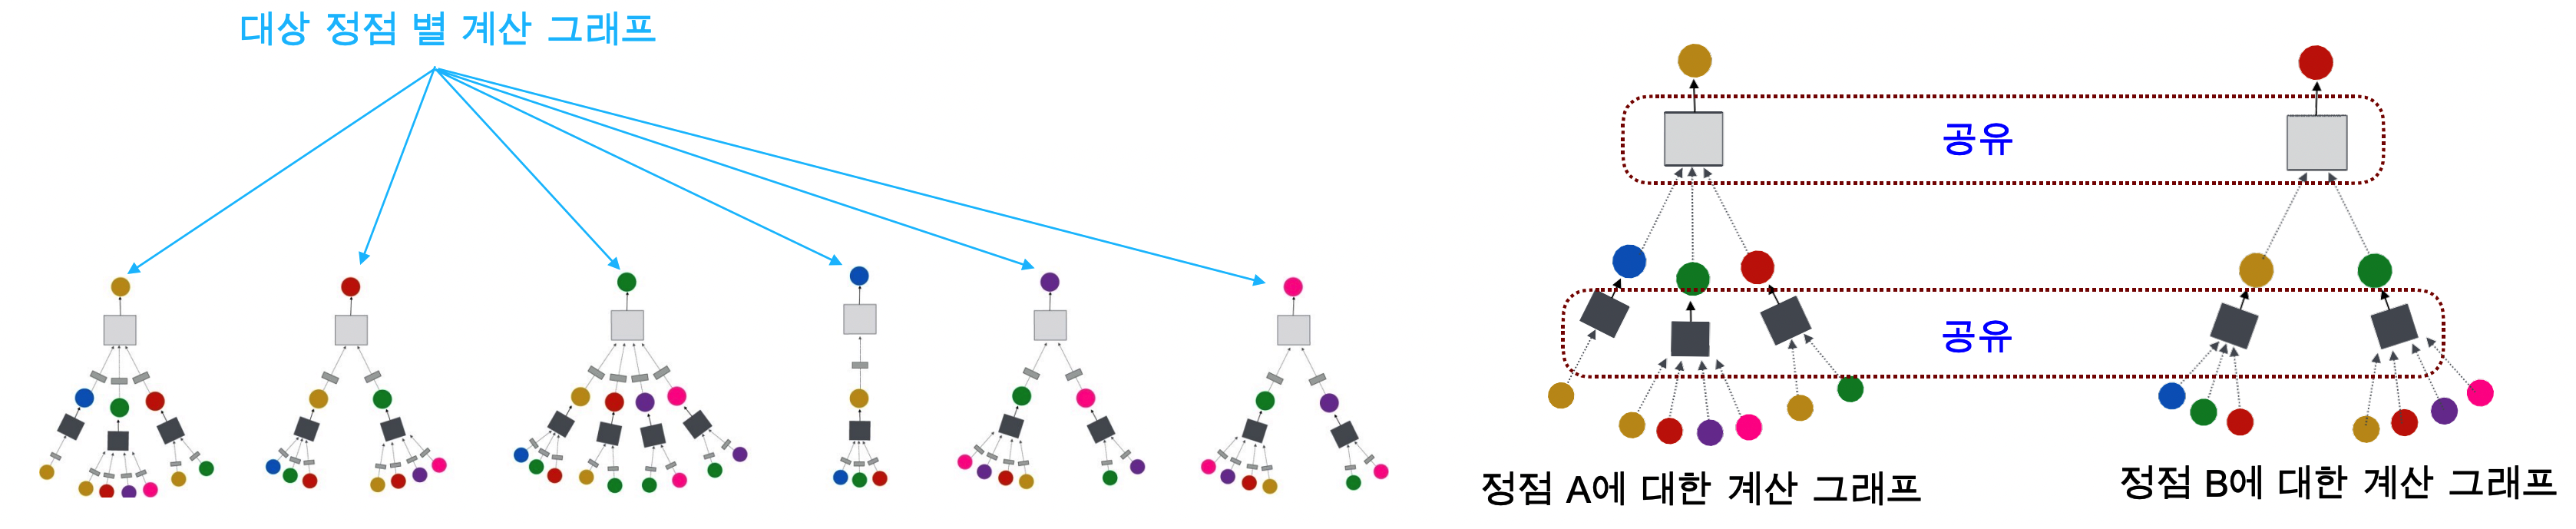 대상 정점 별 계산 그래프
공유
공유
정점 A에 대한 계산 그래프
정점 B에 대한 계산 그래프